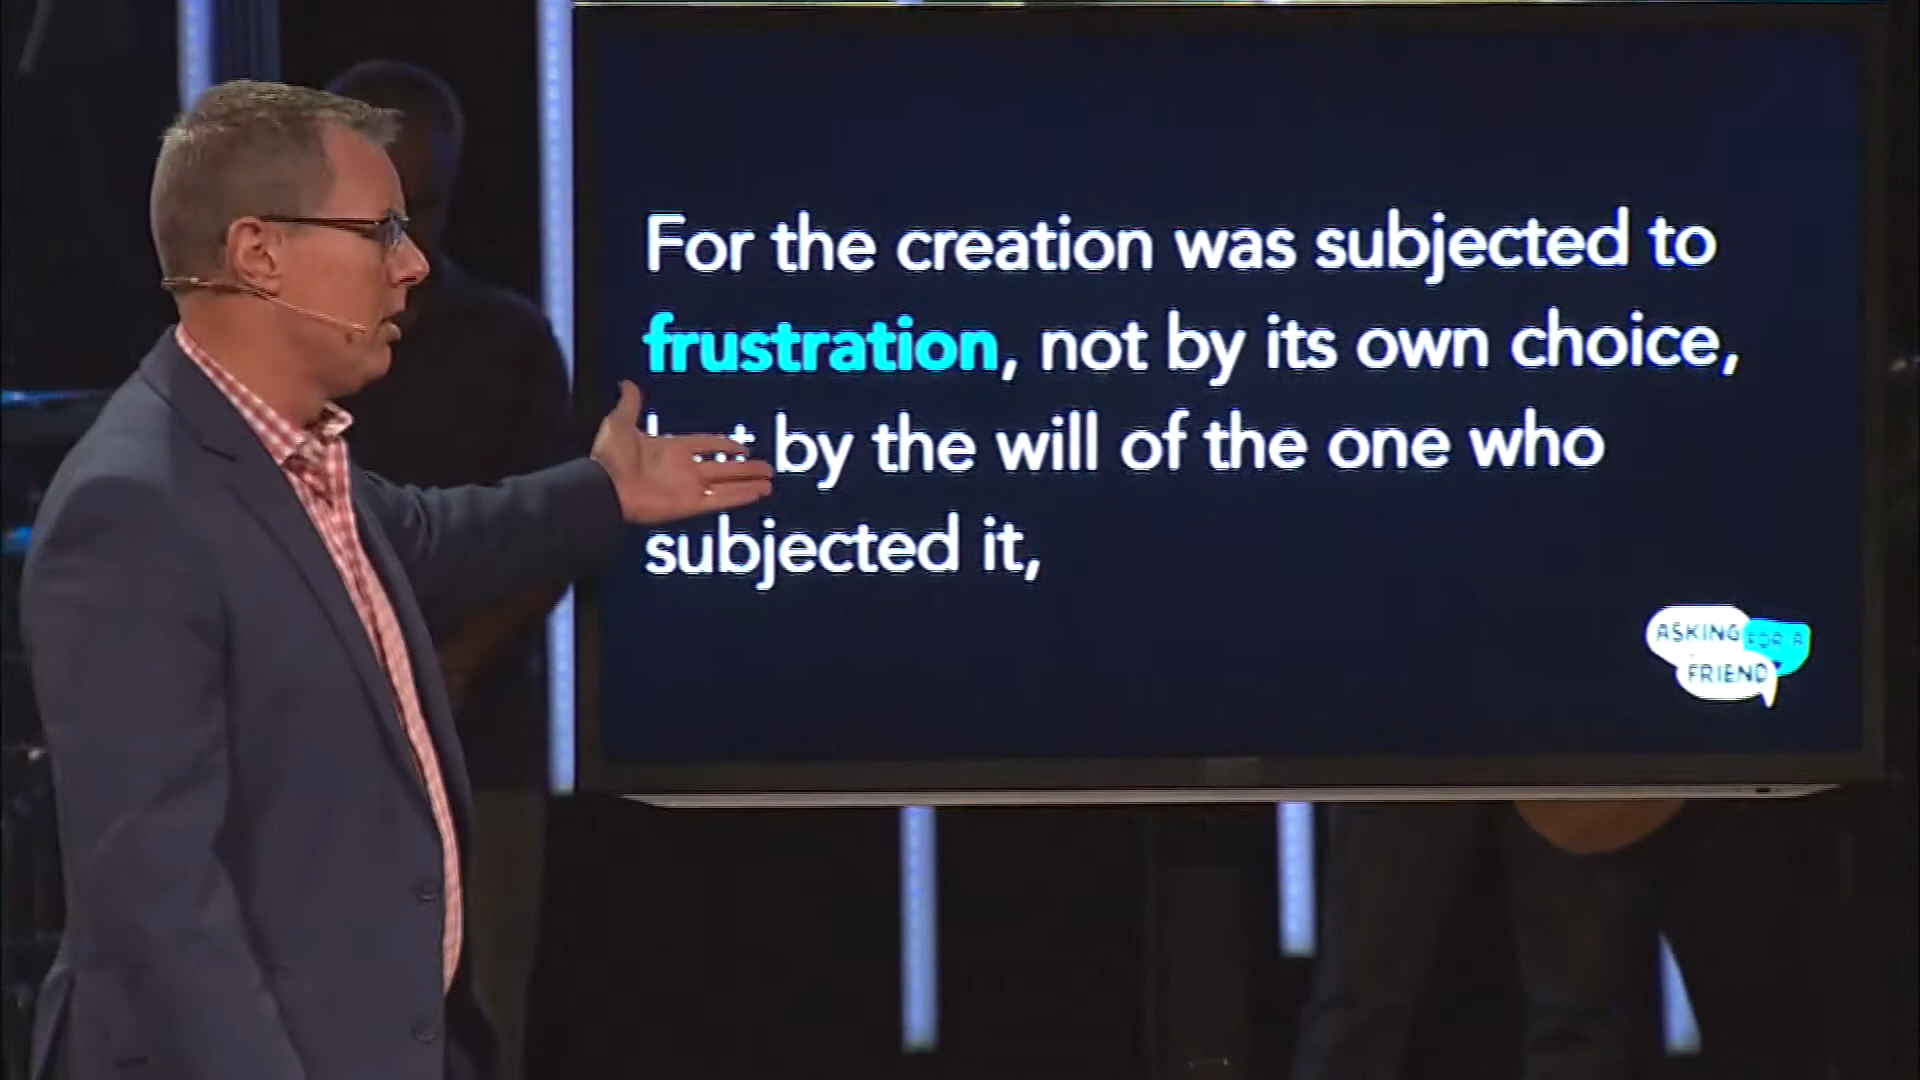 For the creation was subjected to
frustration, not by its own choice,
but by the will of the one who
subjected it,
ASKING FOR A
FRIEND